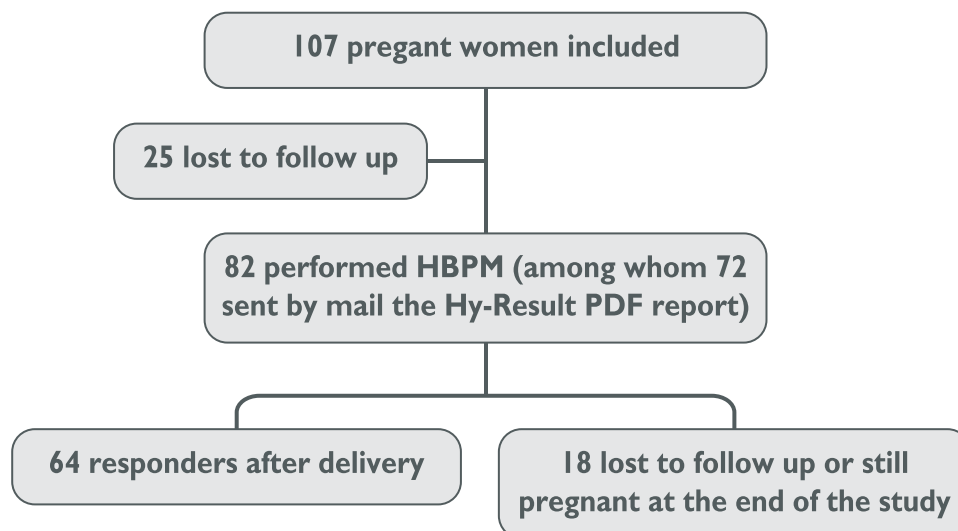 107 pregant women included
25 lost to follow up
82 performed HBPM (among whom 72
sent by mail the Hy-Result PDF report)
64 responders after delivery
18 lost to follow up or still
pregnant at the end of the study